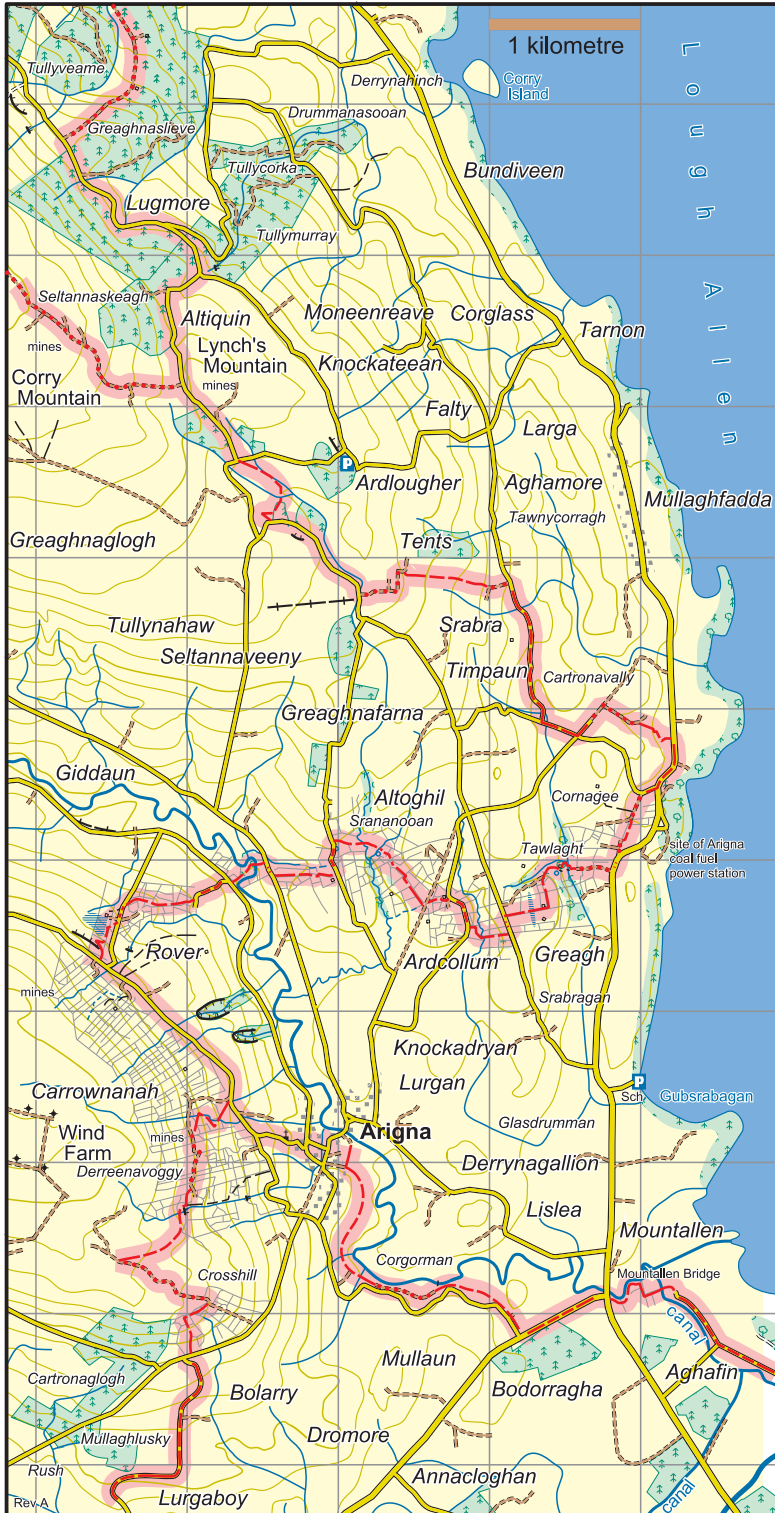 1 kilometre
Tullyveame
Derrynahinch
Corry
Island
Lough Allen
Greaghnaslieve
Drummanasooan
Tullycorka
Bundiveen
Lugmore
Tullymurray
Seltannaskeagh
Altiquin
Moneenreave
Corglass
Tarnon
mines
Lynch's
Mountain
mines
Knockateean
Corry
Mountain
Falty
Larga
P
Ardlougher
Aghamore
Mullaghfadda
Tawnycorragh
Greaghnaglogh
Tents
Tullynahaw
Srabra
Seltannaveeny
Timpaun
Cartronavally
Greaghnafarna
Giddaun
Altoghil
Cornagee
Srananooan
Tawlaght
site of Arigna
coal fuel
power station
Rover
Ardcollum
Greagh
mines
Srabragan
Knockadryan
Lurgan
P
Carrownanah
Sch
Gubsrabagan
Wind
Farm
mines
Arigna
Glasdrumman
Derreenavoggy
Derrynagallion
Lislea
Mountallen
Corgorman
Crosshill
Mountallen Bridge
canal
Mullaun
Aghafin
Cartronaglogh
Bolarry
Bodorragha
Mullaghlusky
Dromore
Rush
Annacloghan
Lurgaboy
canal
Rev A